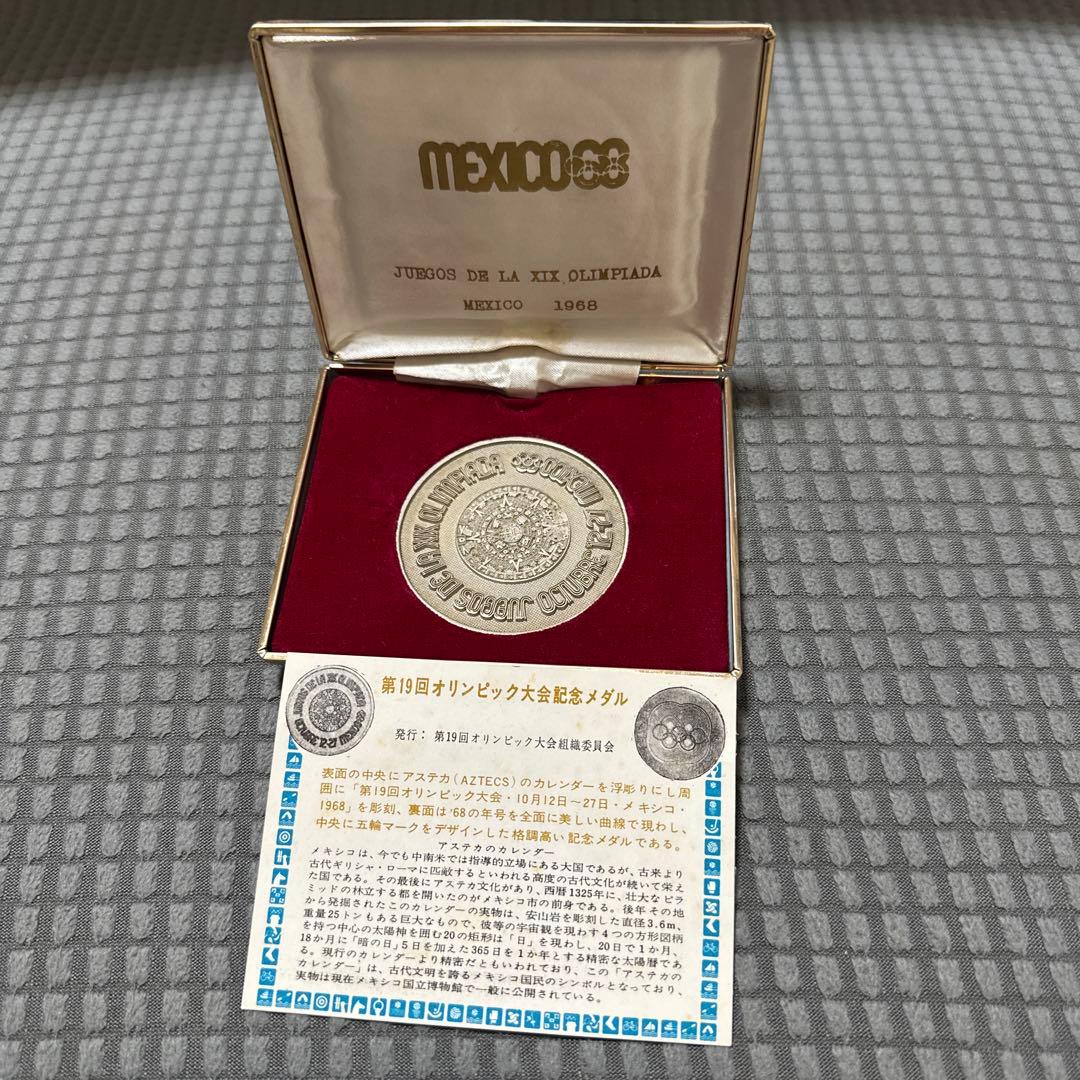 MEXICO68
JUEGOS DE LA XIX OLIMPIADA
MEXICO 1968
JUEGOS DE LA XIX OLIMPIADA MEXICO 12-27 OCTUBRE
第19回オリンピック大会記念メダル
発行: 第19回オリンピック大会組織委員会
表面の中央にアステカ(AZTECS)のカレンダーを浮彫りにし周
囲に「第19回オリンピック大会・10月12日〜27日・メキシコ・
1968」を彫刻、裏面は'68の年号を全面に美しい曲線で現わし、
中央に五輪マークをデザインした格調高い記念メダルである。
アステカのカレンダー
メキシコは、今でも中南米では指導的立場にある大国であるが、古来より
古代ギリシャ・ローマに匹敵するといわれる高度の古代文化が続いて栄え
た国である。その最後にアステカ文化があり、西暦1325年に、壮大なピラ
ミッドの林立する都を開いたのがメキシコ市の前身である。後年その地
から発掘されたこのカレンダーの実物は、安山岩を彫刻した直径3.6m、
重量25トンもある巨大なもので、彼等の宇宙観を現わす4つの方形図柄
を持つ中心の太陽神を囲む20の矩形は「日」を現わし、20日で1か月、
18か月に「暗の日」5日を加えた365日を1か年とする精密な太陽暦であ
る。現行のカレンダーより精密だともいわれており、この「アステカの
カレンダー」は、古代文明を誇るメキシコ国民のシンボルとなっており、
実物は現在メキシコ国立博物館で一般に公開されている。